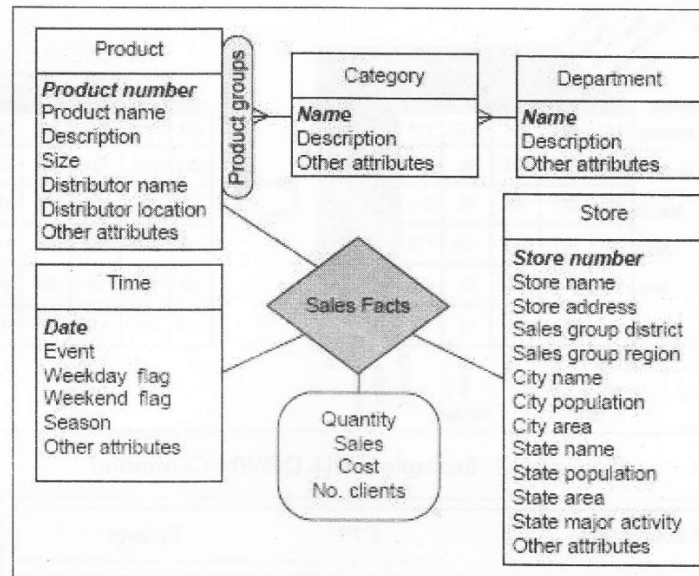 Product
Product number
Product name
Description
Size
Distributor name
Distributor location
Other attributes
Product groups
Category
Name
Description
Other attributes
Department
Name
Description
Other attributes
Store
Store number
Store name
Store address
Sales group district
Sales group region
City name
City population
City area
State name
State population
State area
State major activity
Other attributes
Time
Date
Event
Weekday flag
Weekend flag
Season
Other attributes
Sales Facts
Quantity
Sales
Cost
No. clients